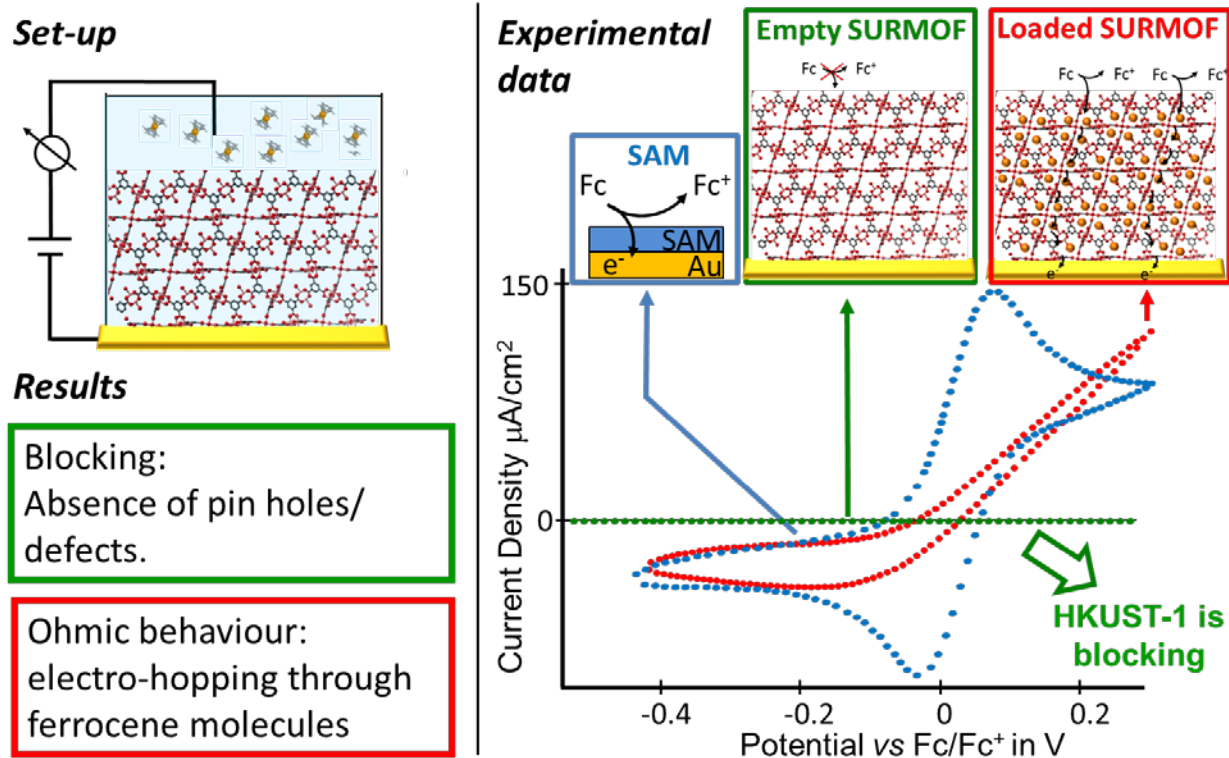 Set-up
Results
Blocking:
Absence of pin holes/
defects.
Ohmic behaviour:
electro-hopping through
ferrocene molecules
Experimental
data
SAM
Fc
Fc⁺
SAM
e⁻
Au
Empty SURMOF
Fc
Fc⁺
Loaded SURMOF
Fc
Fc⁺
Fc
Fc⁺
e⁻
e⁻
150
0
Current Density µA/cm²
HKUST-1 is
blocking
-0.4
-0.2
0
0.2
Potential vs Fc/Fc⁺ in V